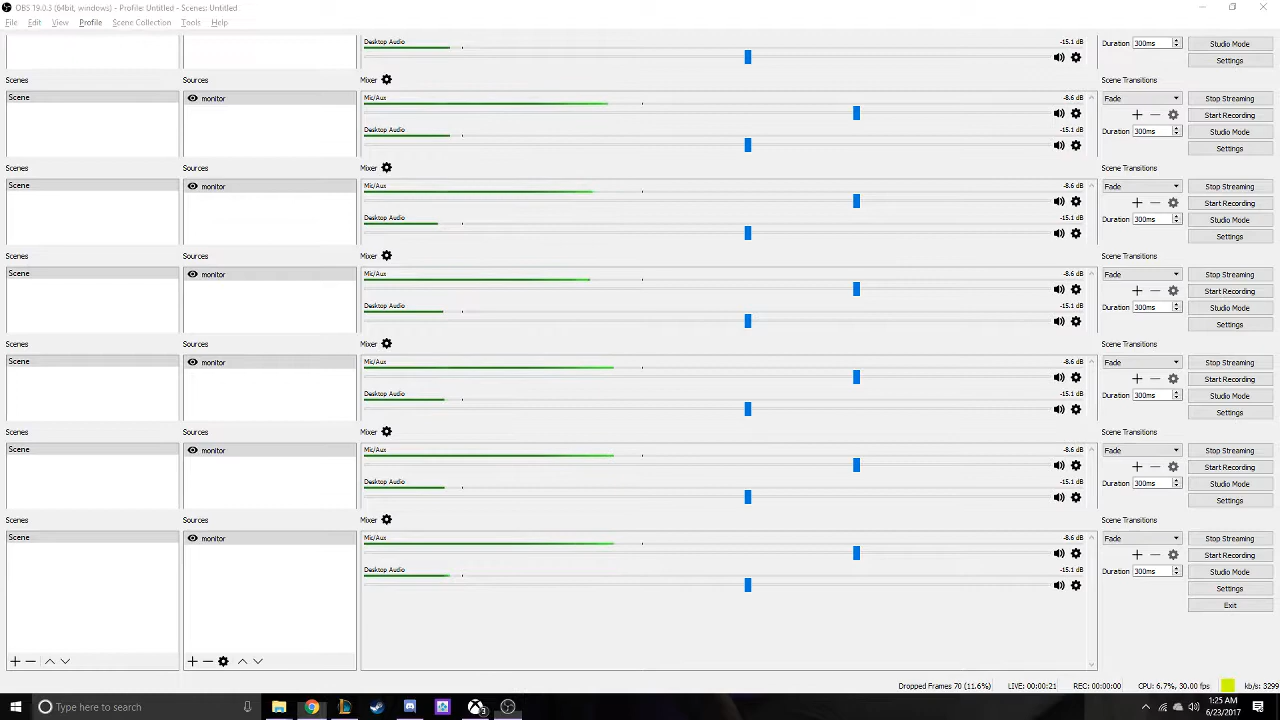 OBS 19.0.3 (64bit, windows) - Profile: Untitled - Scenes: Untitled
File Edit View Profile Scene Collection Tools Help
Desktop Audio -15.1 dB Duration 300ms Studio Mode
Settings
Scenes Sources Mixer Scene Transitions
Scene monitor Mic/Aux -8.6 dB Fade Stop Streaming
Start Recording
Desktop Audio -15.1 dB Duration 300ms Studio Mode
Settings
Scenes Sources Mixer Scene Transitions
Scene monitor Mic/Aux -8.6 dB Fade Stop Streaming
Start Recording
Desktop Audio -15.1 dB Duration 300ms Studio Mode
Settings
Scenes Sources Mixer Scene Transitions
Scene monitor Mic/Aux -8.6 dB Fade Stop Streaming
Start Recording
Desktop Audio -15.1 dB Duration 300ms Studio Mode
Settings
Scenes Sources Mixer Scene Transitions
Scene monitor Mic/Aux -8.6 dB Fade Stop Streaming
Start Recording
Desktop Audio -15.1 dB Duration 300ms Studio Mode
Settings
Scenes Sources Mixer Scene Transitions
Scene monitor Mic/Aux -8.6 dB Fade Stop Streaming
Start Recording
Desktop Audio -15.1 dB Duration 300ms Studio Mode
Settings
Scenes Sources Mixer Scene Transitions
Scene monitor Mic/Aux -8.6 dB Fade Stop Streaming
Start Recording
Desktop Audio -15.1 dB Duration 300ms Studio Mode
Settings
Exit
Dropped Frames 70 (11.6%) LIVE: 00:00:21 REC: 00:00:00 CPU: 6.7%, 30.00 fps kb/s: 3299
Type here to search 1:25 AM
6/23/2017